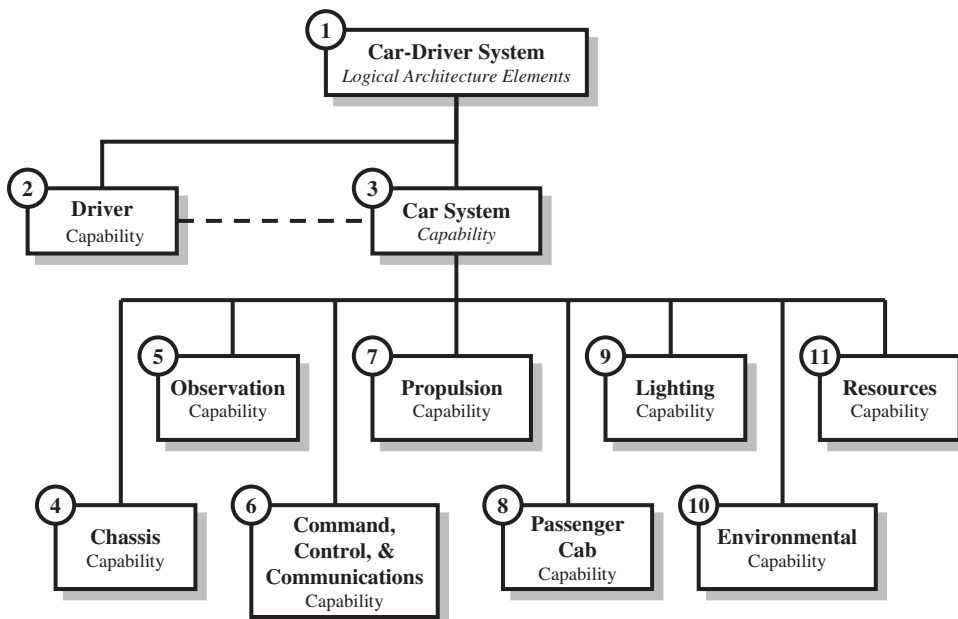 1
Car-Driver System
Logical Architecture Elements
2
Driver
Capability
3
Car System
Capability
5
Observation
Capability
7
Propulsion
Capability
9
Lighting
Capability
11
Resources
Capability
4
Chassis
Capability
6
Command,
Control, &
Communications
Capability
8
Passenger
Cab
Capability
10
Environmental
Capability